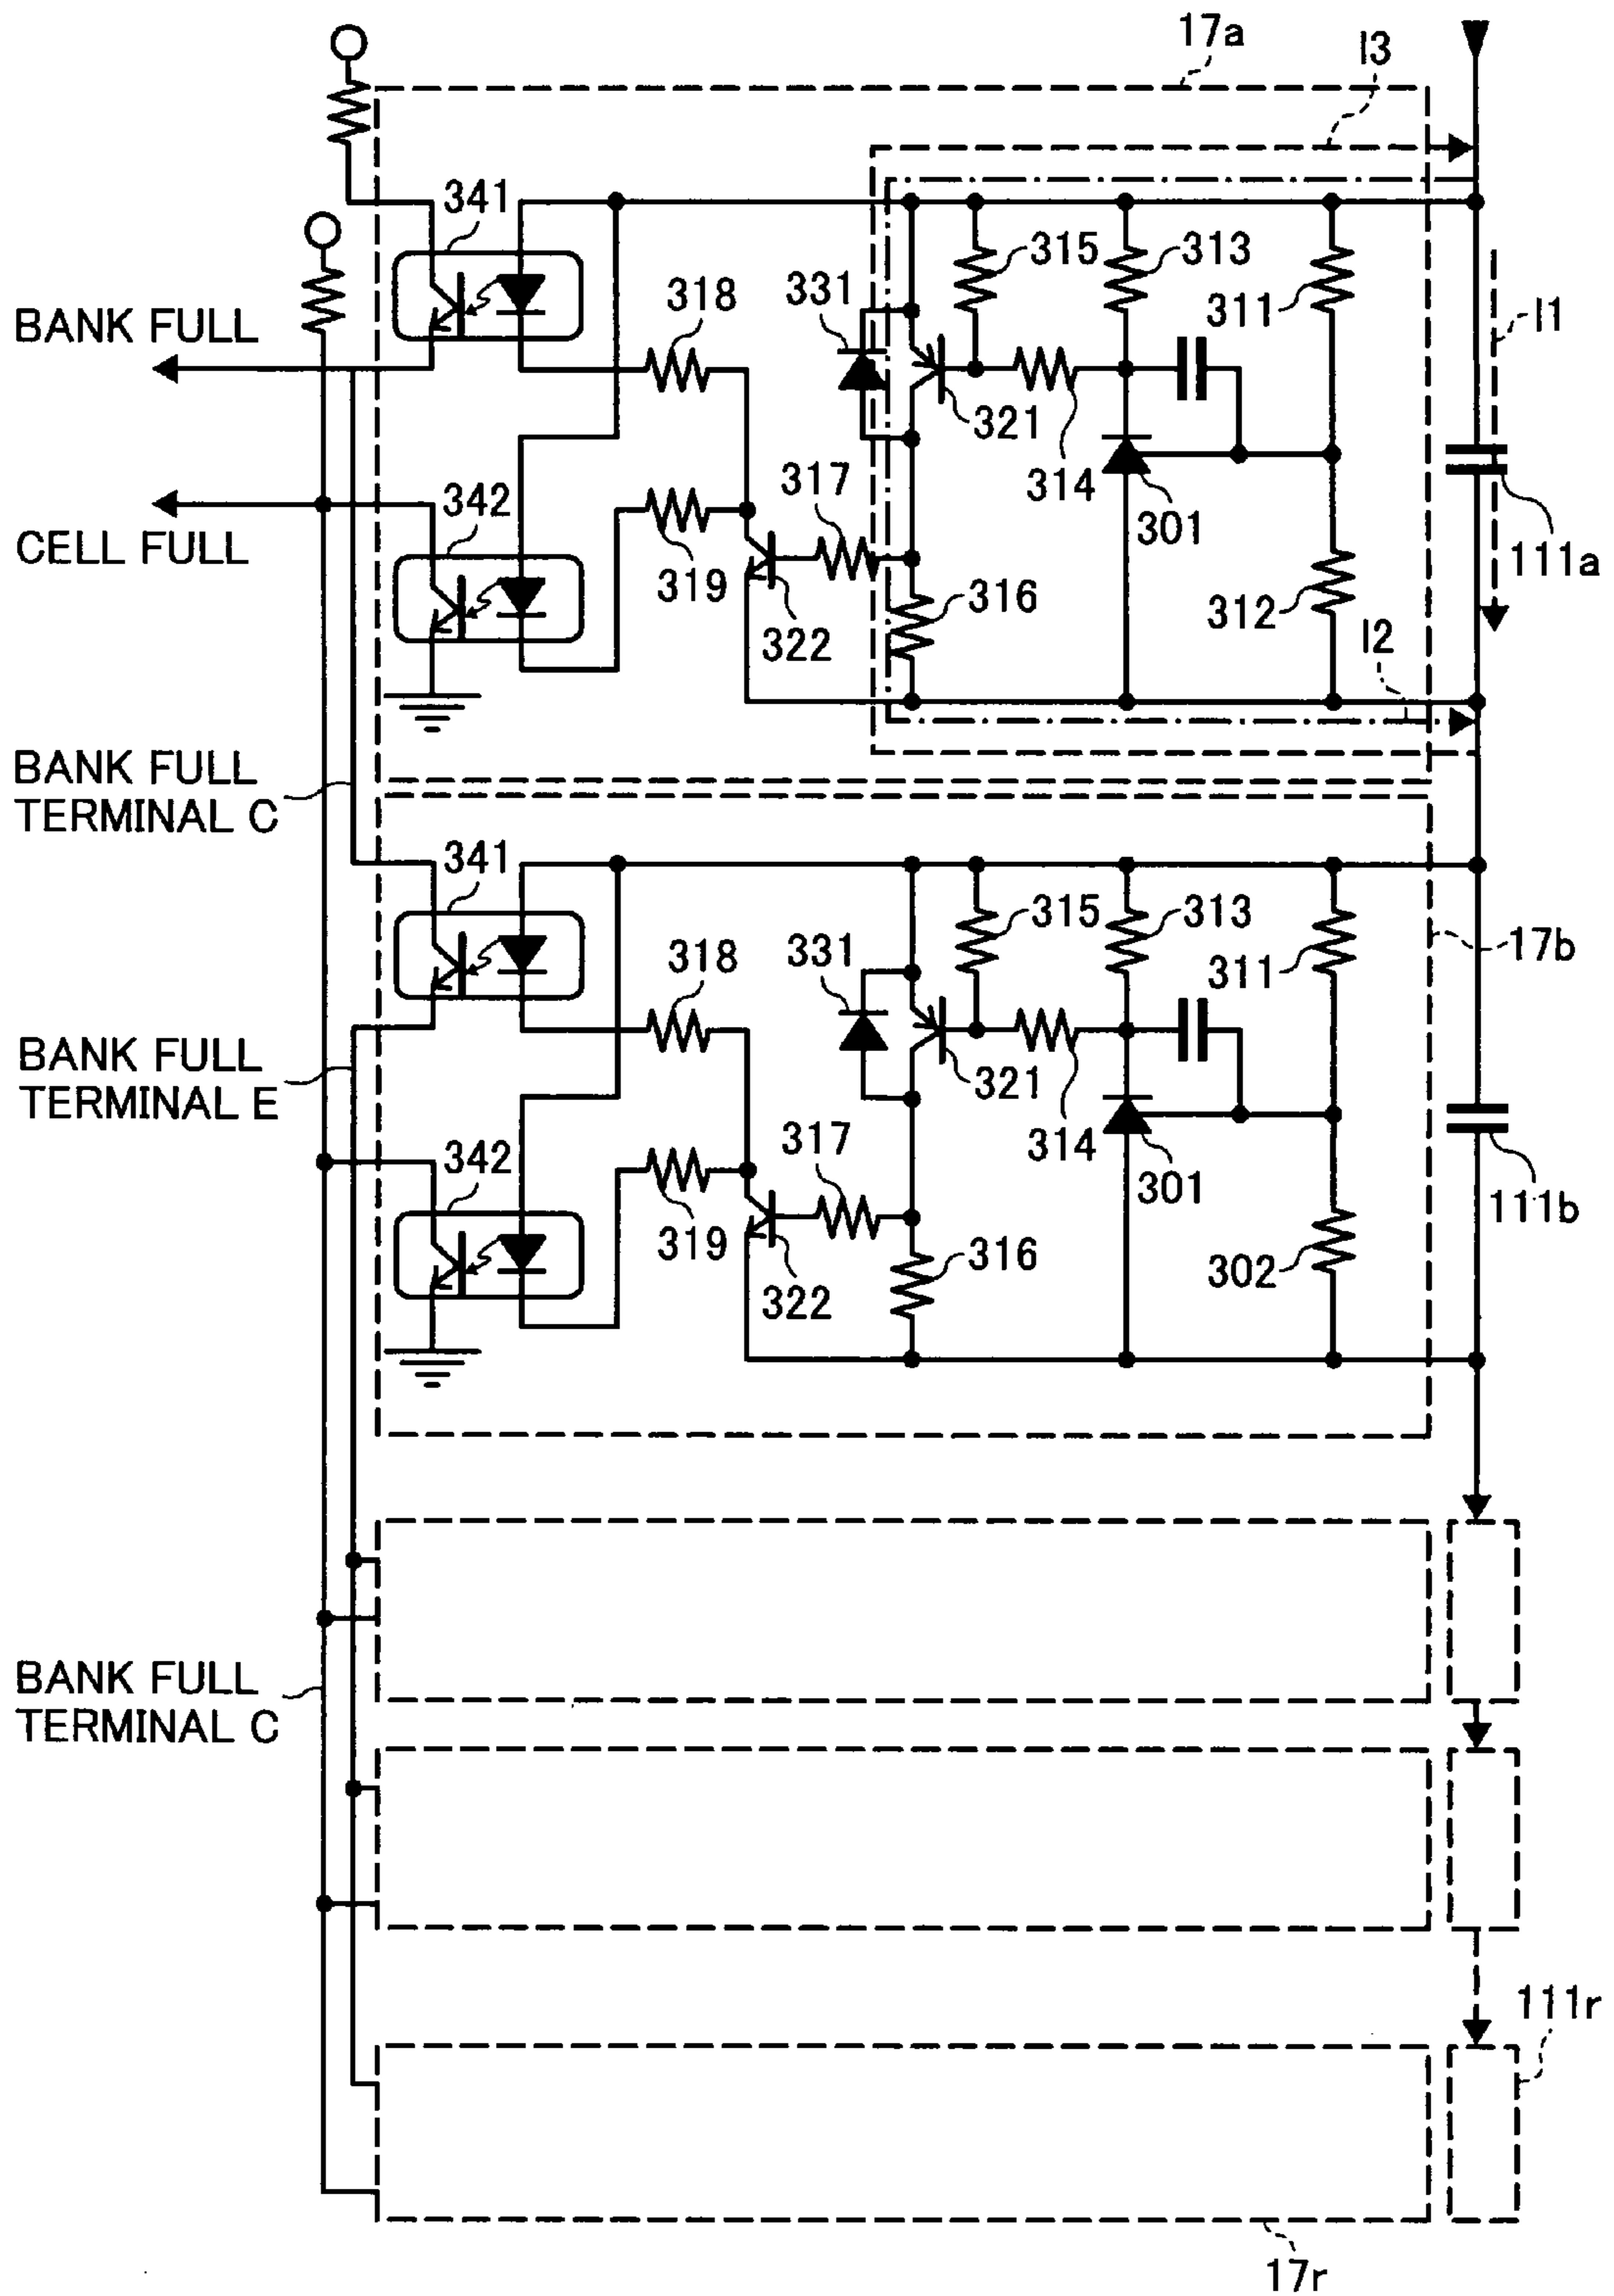 17a
I3
341
315
313
311
I1
BANK FULL
318
331
321
314
301
111a
CELL FULL
342
317
319
322
316
312
I2
BANK FULL
TERMINAL C
341
315
313
311
17b
318
331
321
314
301
111b
BANK FULL
TERMINAL E
342
317
319
322
316
302
BANK FULL
TERMINAL C
111r
17r